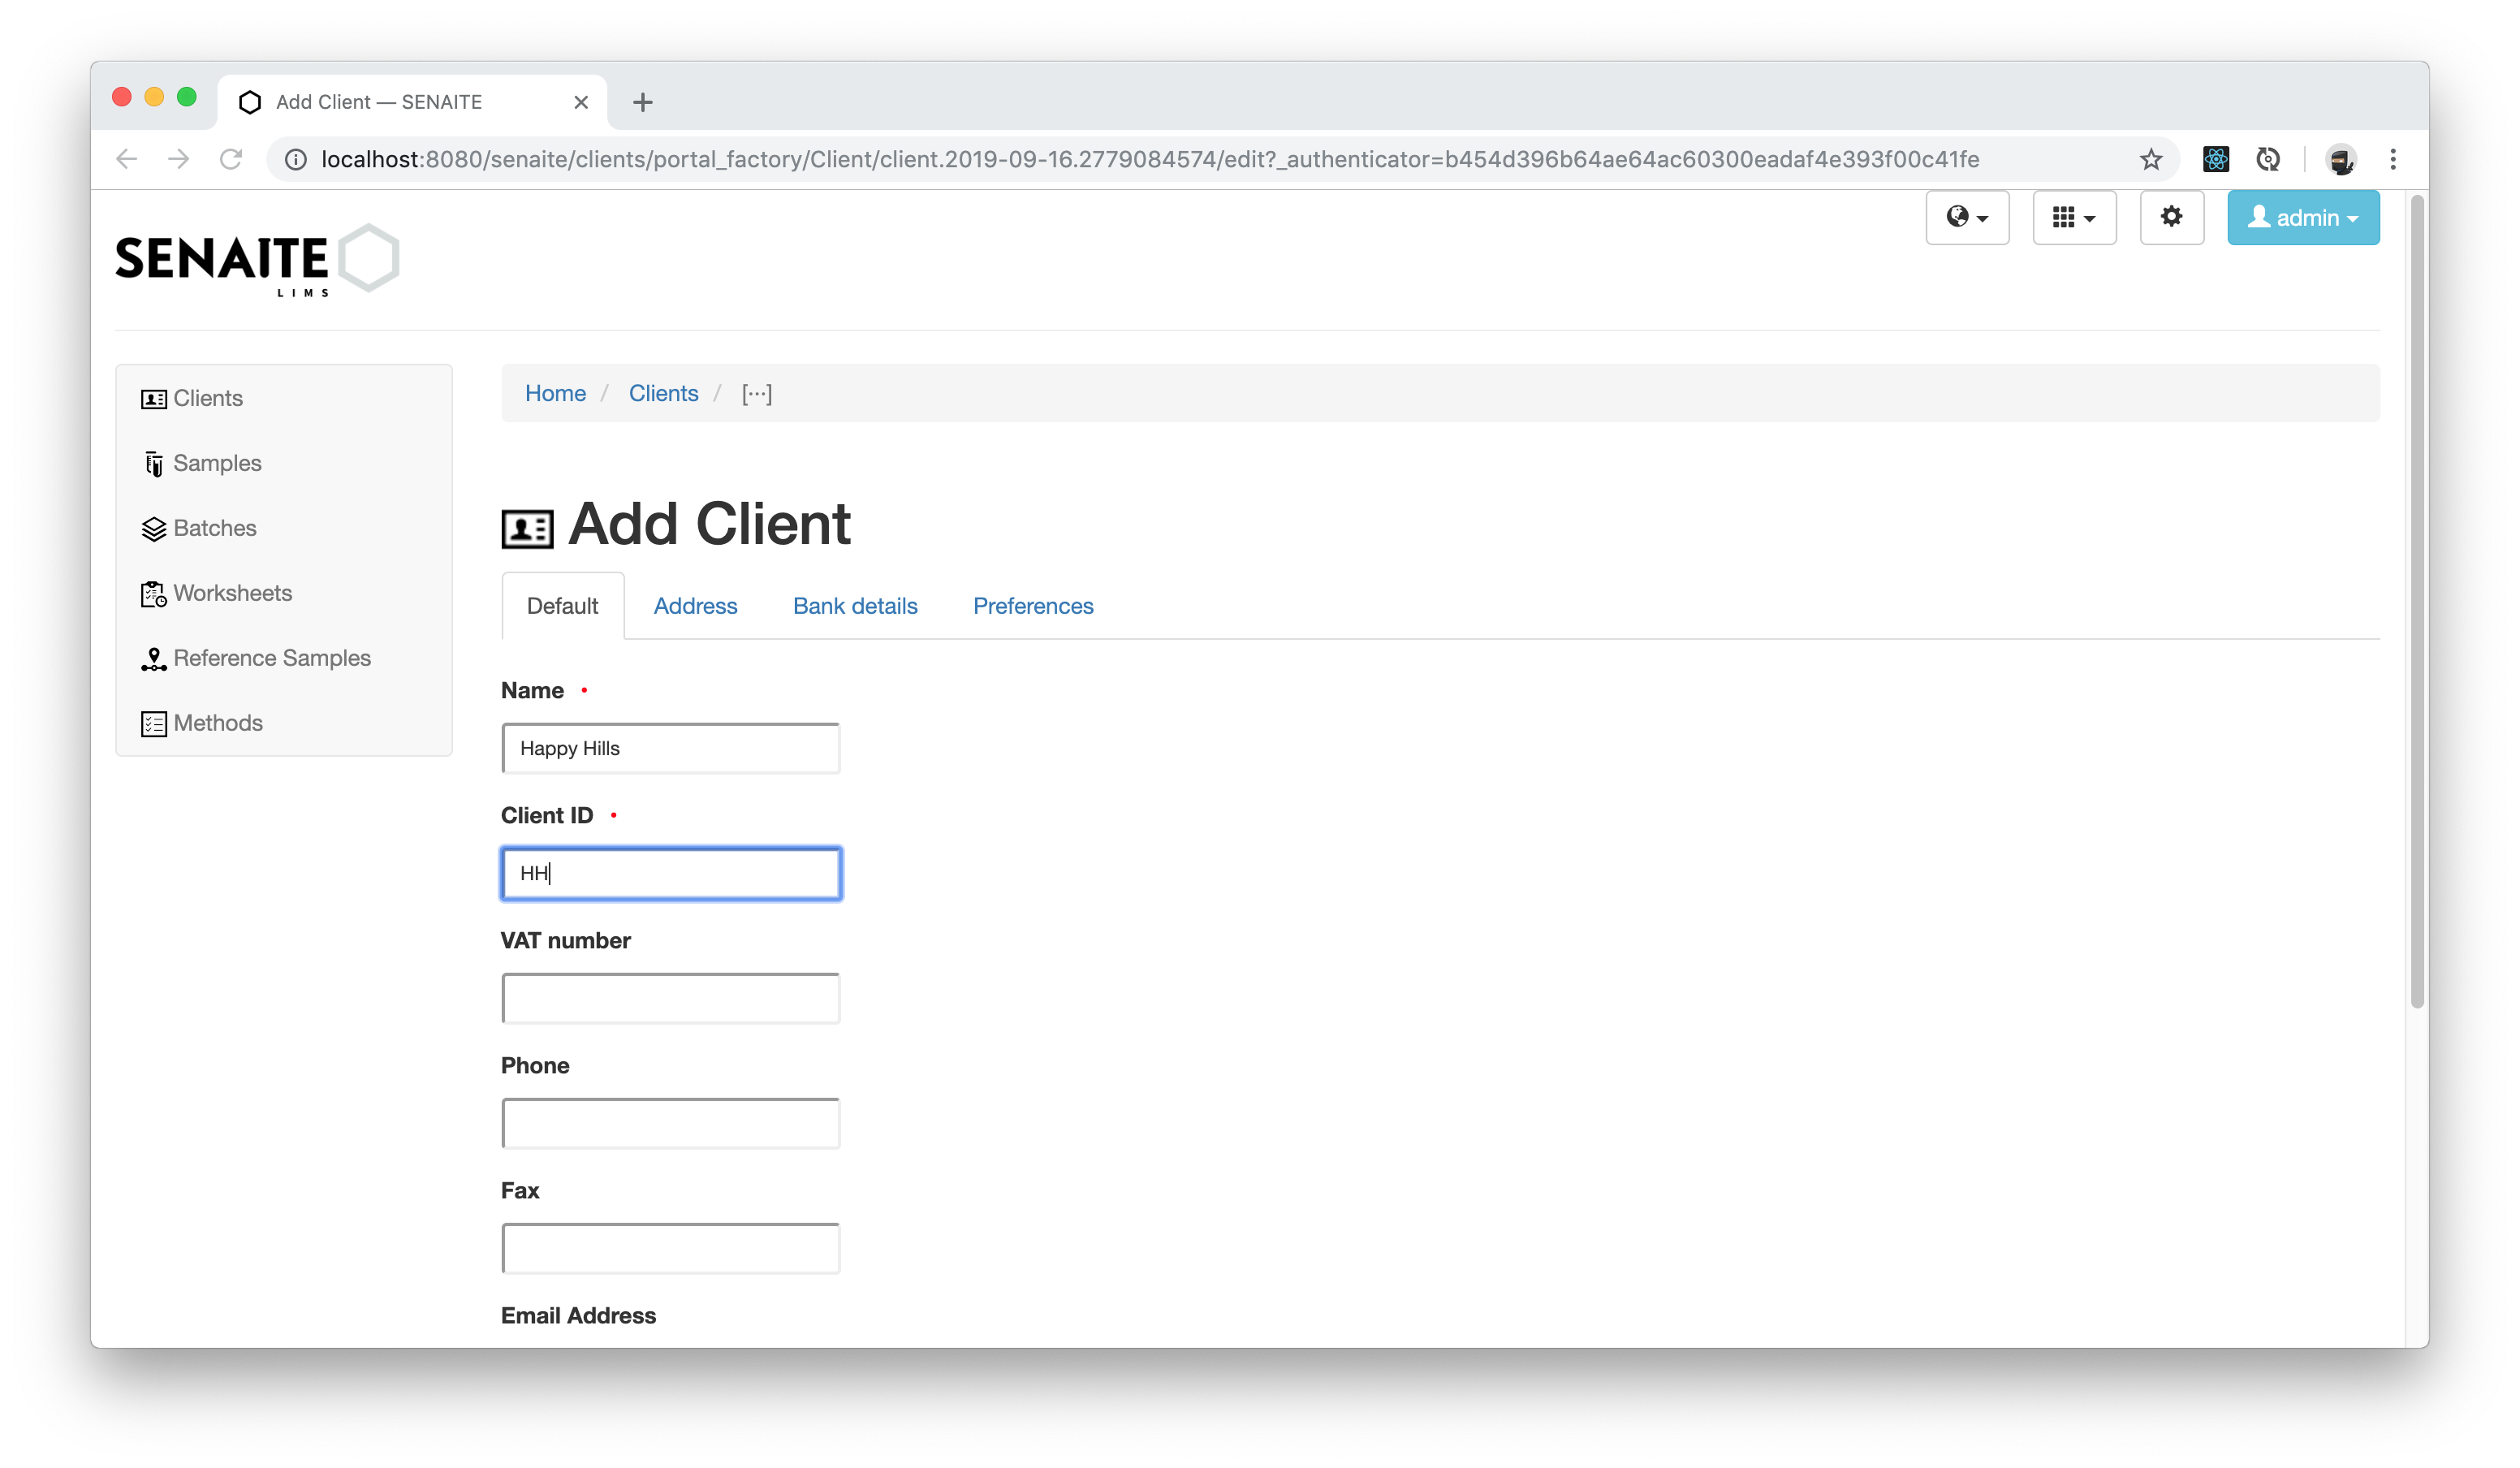 Add Client — SENAITE
localhost:8080/senaite/clients/portal_factory/Client/client.2019-09-16.2779084574/edit?_authenticator=b454d396b64ae64ac60300eadaf4e393f00c41fe
admin
SENAITE
LIMS
Clients
Samples
Batches
Worksheets
Reference Samples
Methods
Home / Clients / [···]
Add Client
Default Address Bank details Preferences
Name
Happy Hills
Client ID
HH
VAT number
Phone
Fax
Email Address